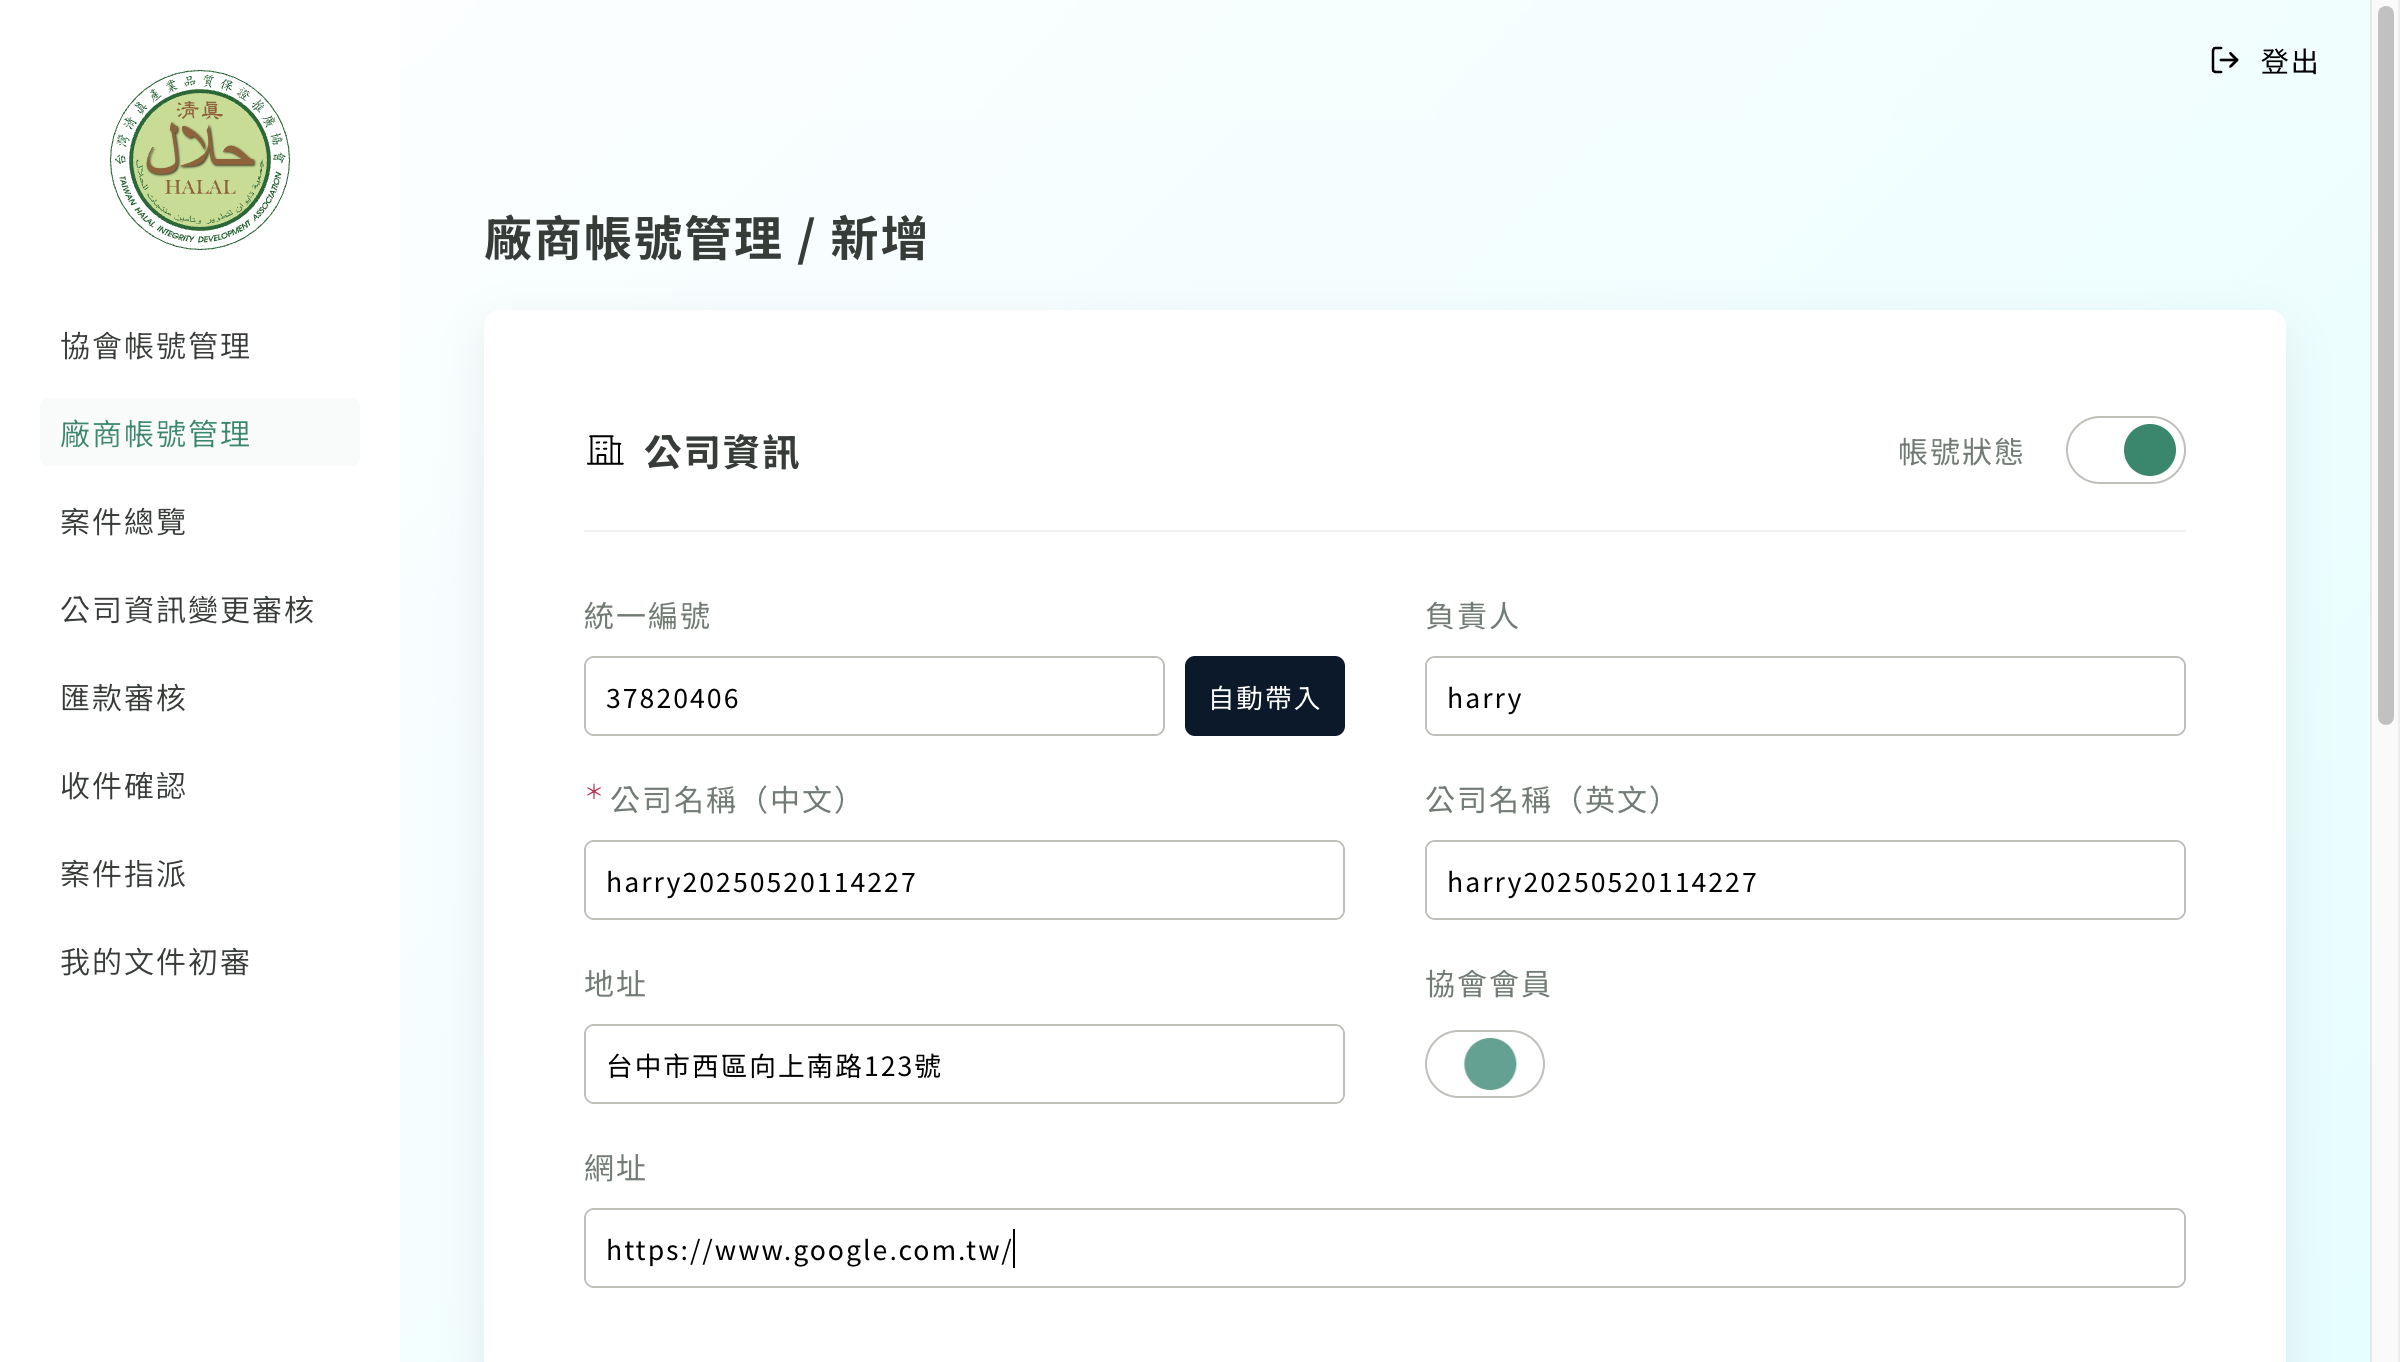 台灣清真產業品質保證推廣協會
清真
حلال
HALAL
TAIWAN HALAL INTEGRITY DEVELOPMENT ASSOCIATION
登出
協會帳號管理
廠商帳號管理
案件總覽
公司資訊變更審核
匯款審核
收件確認
案件指派
我的文件初審
廠商帳號管理 / 新增
公司資訊
帳號狀態
統一編號
負責人
37820406
自動帶入
harry
* 公司名稱（中文）
公司名稱（英文）
harry20250520114227
harry20250520114227
地址
協會會員
台中市西區向上南路123號
網址
https://www.google.com.tw/